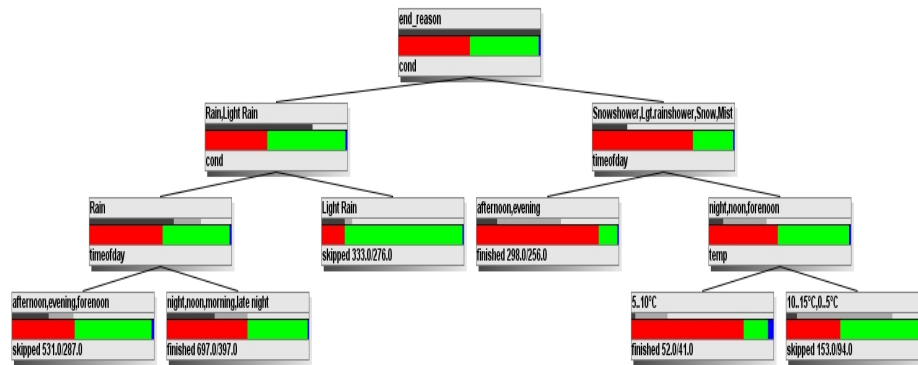 end_reason
cond
Rain,Light Rain
cond
Snowshower,Lgt.rainshower,Snow,Mist
timeofday
Rain
timeofday
Light Rain
skipped 333.0/276.0
afternoon,evening
finished 298.0/256.0
night,noon,forenoon
temp
afternoon,evening,forenoon
skipped 531.0/287.0
night,noon,morning,late night
finished 697.0/397.0
5..10°C
finished 52.0/41.0
10..15°C,0..5°C
skipped 153.0/94.0